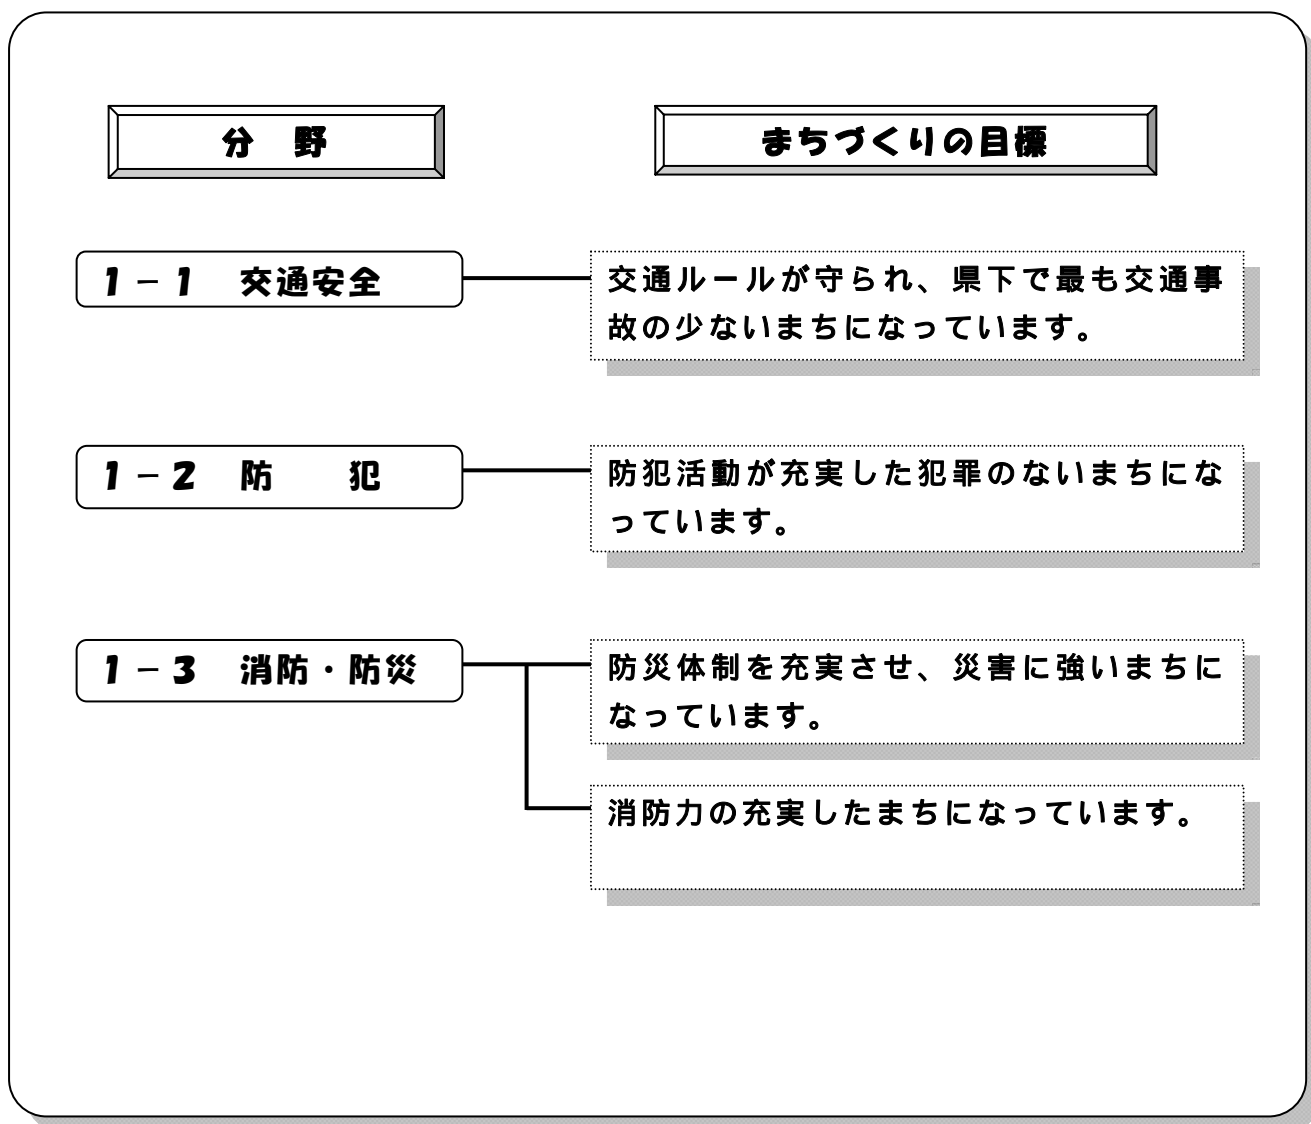 分　野
まちづくりの目標
１－１　交通安全
交通ルールが守られ、県下で最も交通事
故の少ないまちになっています。
１－２　防　　犯
防犯活動が充実した犯罪のないまちにな
っています。
１－３　消防・防災
防災体制を充実させ、災害に強いまちに
なっています。
消防力の充実したまちになっています。